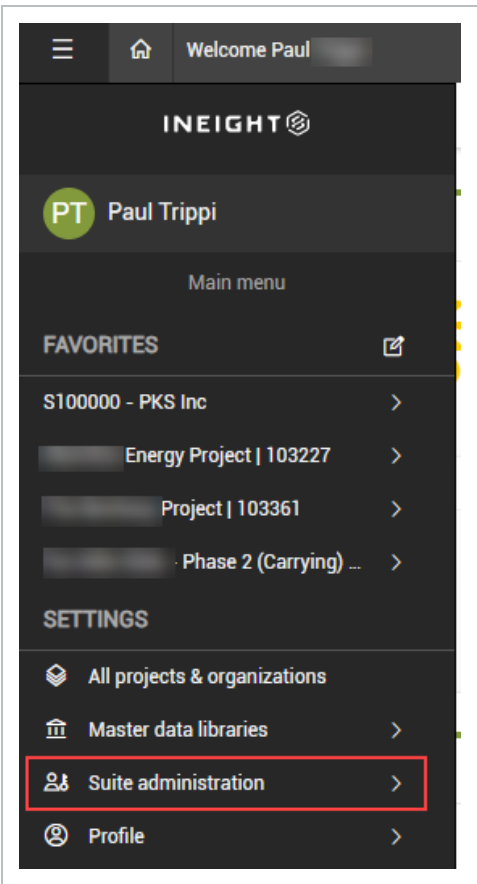 Welcome Paul
INEIGHT
PT Paul Trippi
Main menu
FAVORITES
S100000 - PKS Inc
Energy Project | 103227
Project | 103361
- Phase 2 (Carrying) ...
SETTINGS
All projects & organizations
Master data libraries
Suite administration
Profile